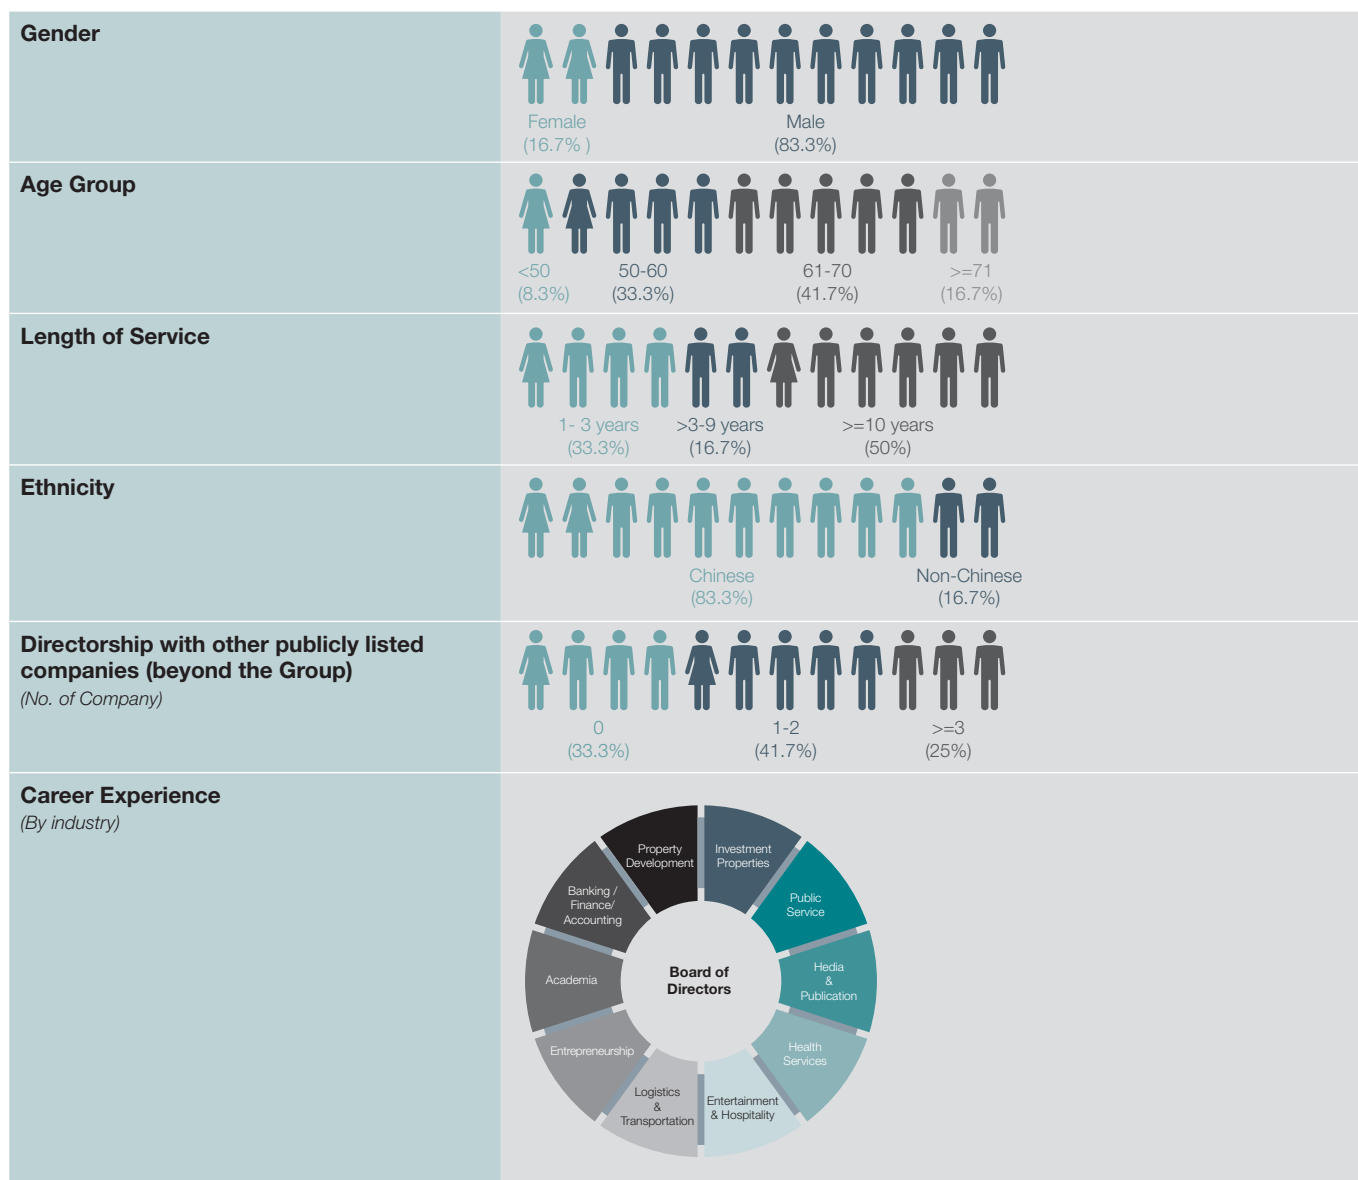 Gender
Female
(16.7% )
Male
(83.3%)
Age Group
<50
(8.3%)
50-60
(33.3%)
61-70
(41.7%)
>=71
(16.7%)
Length of Service
1- 3 years
(33.3%)
>3-9 years
(16.7%)
>=10 years
(50%)
Ethnicity
Chinese
(83.3%)
Non-Chinese
(16.7%)
Directorship with other publicly listed
companies (beyond the Group)
(No. of Company)
0
(33.3%)
1-2
(41.7%)
>=3
(25%)
Career Experience
(By industry)
Property
Development
Investment
Properties
Public
Service
Hedia
&
Publication
Health
Services
Entertainment
& Hospitality
Logistics
&
Transportation
Entrepreneurship
Academia
Banking /
Finance/
Accounting
Board of
Directors